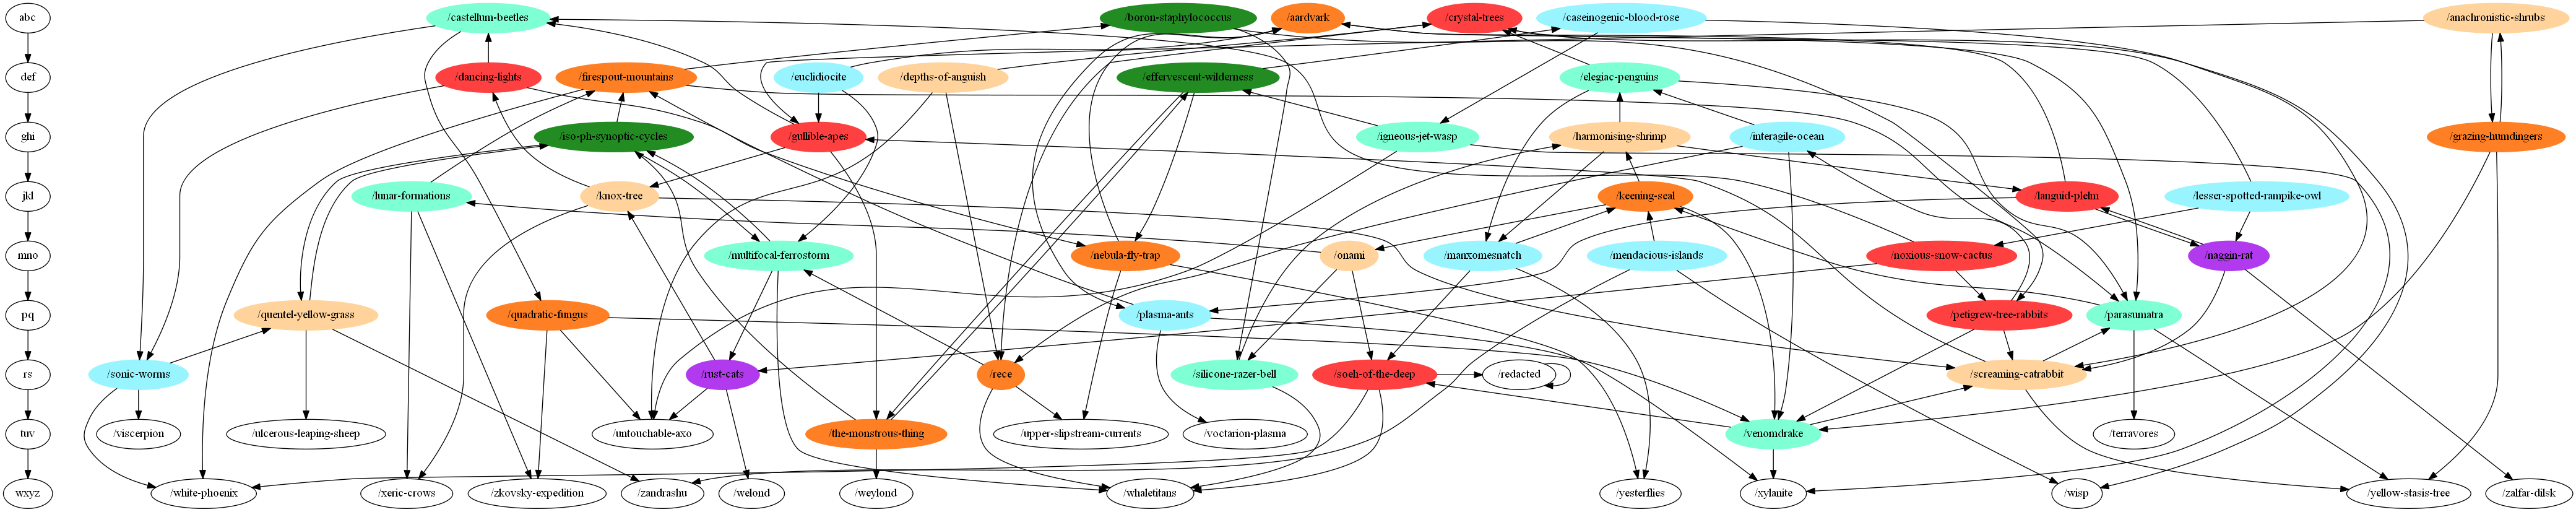 abc
/castellum-beetles
/boron-staphylococcus
/aardvark
/crystal-trees
/caseinogenic-blood-rose
/anachronistic-shrubs
def
/dancing-lights
/firespout-mountains
/euclidiocite
/depths-of-anguish
/effervescent-wilderness
/elegiac-penguins
ghi
/iso-ph-synoptic-cycles
/gullible-apes
/igneous-jet-wasp
/harmonising-shrimp
/interagile-ocean
/grazing-humdingers
jkl
/lunar-formations
/knox-tree
/keening-seal
/languid-plelm
/lesser-spotted-rampike-owl
mno
/multifocal-ferrostorm
/nebula-fly-trap
/onami
/manxomesnatch
/mendacious-islands
/noxious-snow-cactus
/naggin-rat
pq
/quentel-yellow-grass
/quadratic-fungus
/plasma-ants
/petigrew-tree-rabbits
/parasumatra
rs
/sonic-worms
/rust-cats
/rece
/silicone-razer-bell
/soeh-of-the-deep
/redacted
/screaming-catrabbit
tuv
/viscerpion
/ulcerous-leaping-sheep
/untouchable-axo
/the-monstrous-thing
/upper-slipstream-currents
/voctarion-plasma
/venomdrake
/terravores
wxyz
/white-phoenix
/xeric-crows
/zkovsky-expedition
/zandrashu
/welond
/weylond
/whaletitans
/yesterflies
/xylanite
/wisp
/yellow-stasis-tree
/zalfar-dilsk